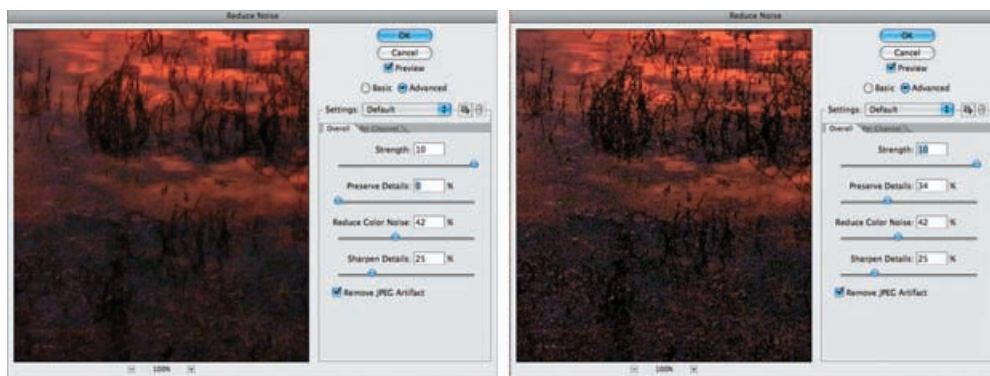 Reduce Noise
OK
Cancel
Preview
Basic Advanced
Settings: Default
Overall Per Channel
Strength: 10
Preserve Details: 0 %
Reduce Color Noise: 42 %
Sharpen Details: 25 %
Remove JPEG Artifact
100%
Reduce Noise
OK
Cancel
Preview
Basic Advanced
Settings: Default
Overall Per Channel
Strength: 10
Preserve Details: 34 %
Reduce Color Noise: 42 %
Sharpen Details: 25 %
Remove JPEG Artifact
100%